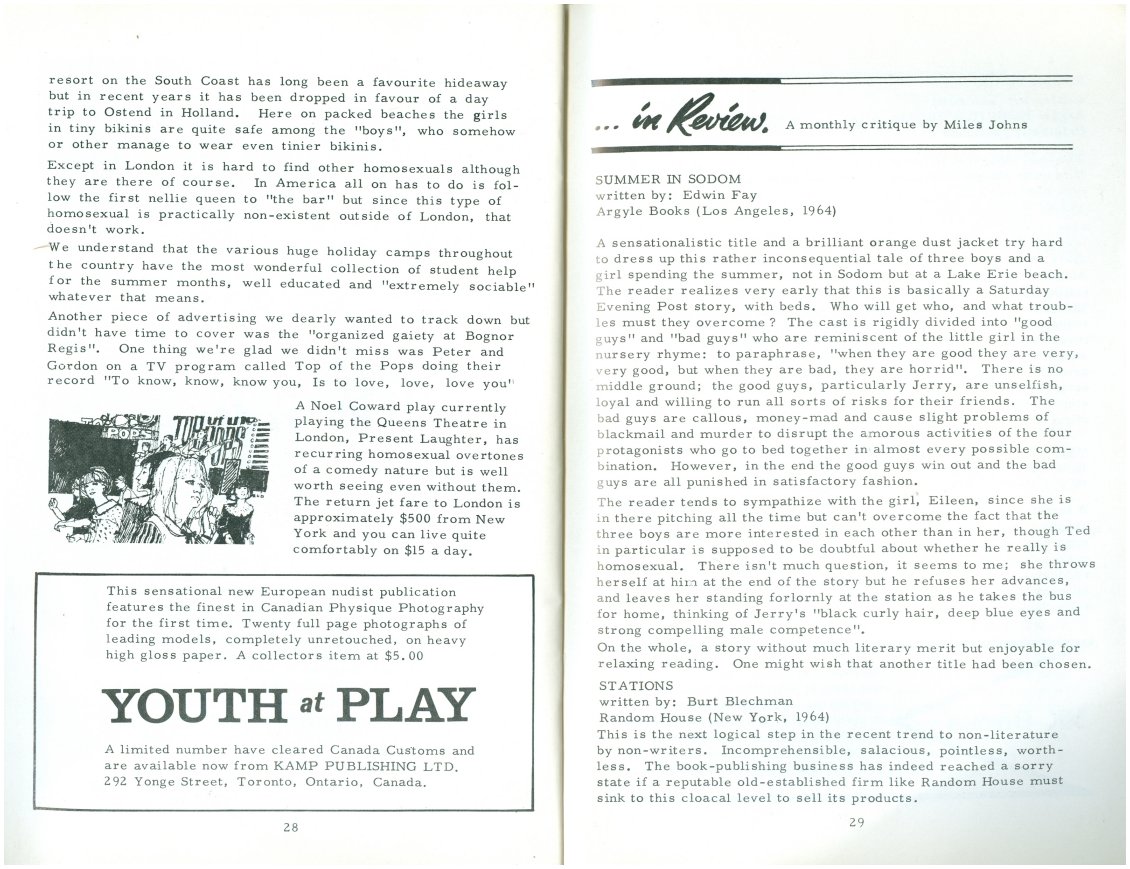 resort on the South Coast has long been a favourite hideaway
but in recent years it has been dropped in favour of a day
trip to Ostend in Holland. Here on packed beaches the girls
in tiny bikinis are quite safe among the "boys", who somehow
or other manage to wear even tinier bikinis.
Except in London it is hard to find other homosexuals although
they are there of course. In America all on has to do is fol-
low the first nellie queen to "the bar" but since this type of
homosexual is practically non-existent outside of London, that
doesn't work.
We understand that the various huge holiday camps throughout
the country have the most wonderful collection of student help
for the summer months, well educated and "extremely sociable"
whatever that means.
Another piece of advertising we dearly wanted to track down but
didn't have time to cover was the "organized gaiety at Bognor
Regis". One thing we're glad we didn't miss was Peter and
Gordon on a TV program called Top of the Pops doing their
record "To know, know, know you, Is to love, love, love you"
POPS
TOP of the
POPS
A Noel Coward play currently
playing the Queens Theatre in
London, Present Laughter, has
recurring homosexual overtones
of a comedy nature but is well
worth seeing even without them.
The return jet fare to London is
approximately $500 from New
York and you can live quite
comfortably on $15 a day.
This sensational new European nudist publication
features the finest in Canadian Physique Photography
for the first time. Twenty full page photographs of
leading models, completely unretouched, on heavy
high gloss paper. A collectors item at $5.00
YOUTH at PLAY
A limited number have cleared Canada Customs and
are available now from KAMP PUBLISHING LTD.
292 Yonge Street, Toronto, Ontario, Canada.
28
... in Review. A monthly critique by Miles Johns
SUMMER IN SODOM
written by: Edwin Fay
Argyle Books (Los Angeles, 1964)
A sensationalistic title and a brilliant orange dust jacket try hard
to dress up this rather inconsequential tale of three boys and a
girl spending the summer, not in Sodom but at a Lake Erie beach.
The reader realizes very early that this is basically a Saturday
Evening Post story, with beds. Who will get who, and what troub-
les must they overcome? The cast is rigidly divided into "good
guys" and "bad guys" who are reminiscent of the little girl in the
nursery rhyme: to paraphrase, "when they are good they are very,
very good, but when they are bad, they are horrid". There is no
middle ground; the good guys, particularly Jerry, are unselfish,
loyal and willing to run all sorts of risks for their friends. The
bad guys are callous, money-mad and cause slight problems of
blackmail and murder to disrupt the amorous activities of the four
protagonists who go to bed together in almost every possible com-
bination. However, in the end the good guys win out and the bad
guys are all punished in satisfactory fashion.
The reader tends to sympathize with the girl, Eileen, since she is
in there pitching all the time but can't overcome the fact that the
three boys are more interested in each other than in her, though Ted
in particular is supposed to be doubtful about whether he really is
homosexual. There isn't much question, it seems to me; she throws
herself at him at the end of the story but he refuses her advances,
and leaves her standing forlornly at the station as he takes the bus
for home, thinking of Jerry's "black curly hair, deep blue eyes and
strong compelling male competence".
On the whole, a story without much literary merit but enjoyable for
relaxing reading. One might wish that another title had been chosen.
STATIONS
written by: Burt Blechman
Random House (New York, 1964)
This is the next logical step in the recent trend to non-literature
by non-writers. Incomprehensible, salacious, pointless, worth-
less. The book-publishing business has indeed reached a sorry
state if a reputable old-established firm like Random House must
sink to this cloacal level to sell its products.
29